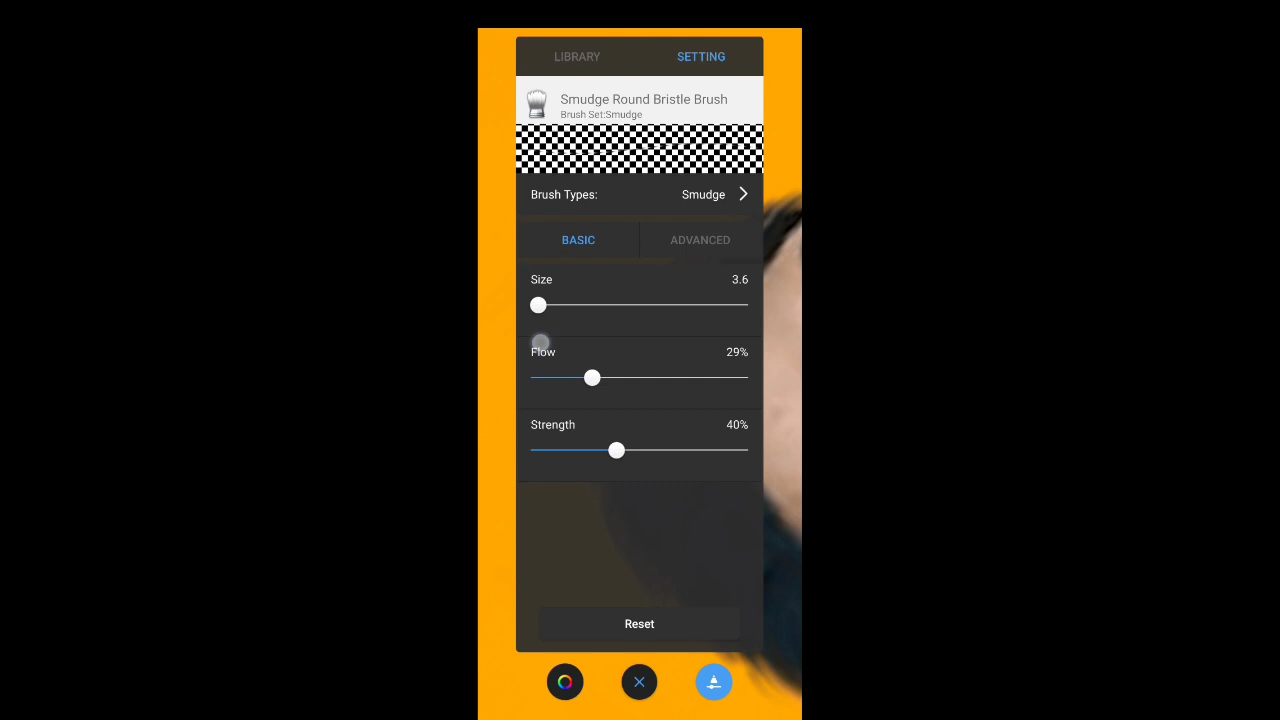 LIBRARY SETTING
Smudge Round Bristle Brush
Brush Set:Smudge
Brush Types: Smudge
BASIC ADVANCED
Size 3.6
Flow 29%
Strength 40%
Reset